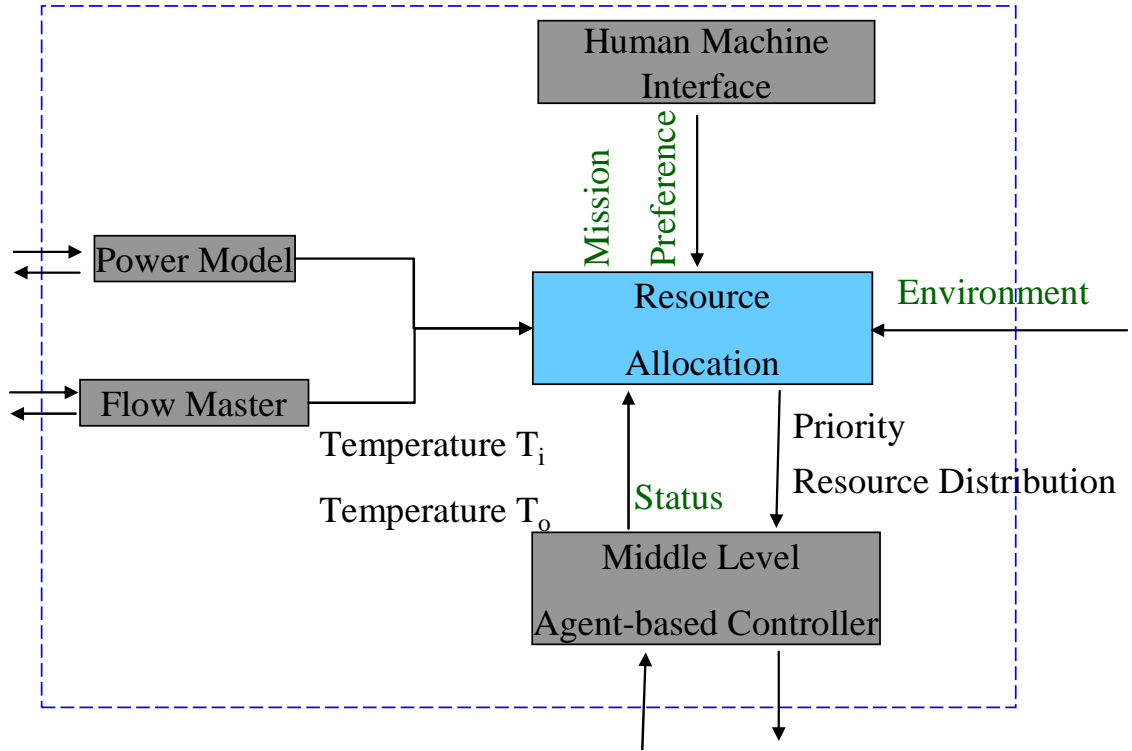 Human Machine
Interface
Mission
Preference
Power Model
Resource
Allocation
Environment
Flow Master
Temperature Tᵢ
Temperature Tₒ
Status
Priority
Resource Distribution
Middle Level
Agent-based Controller